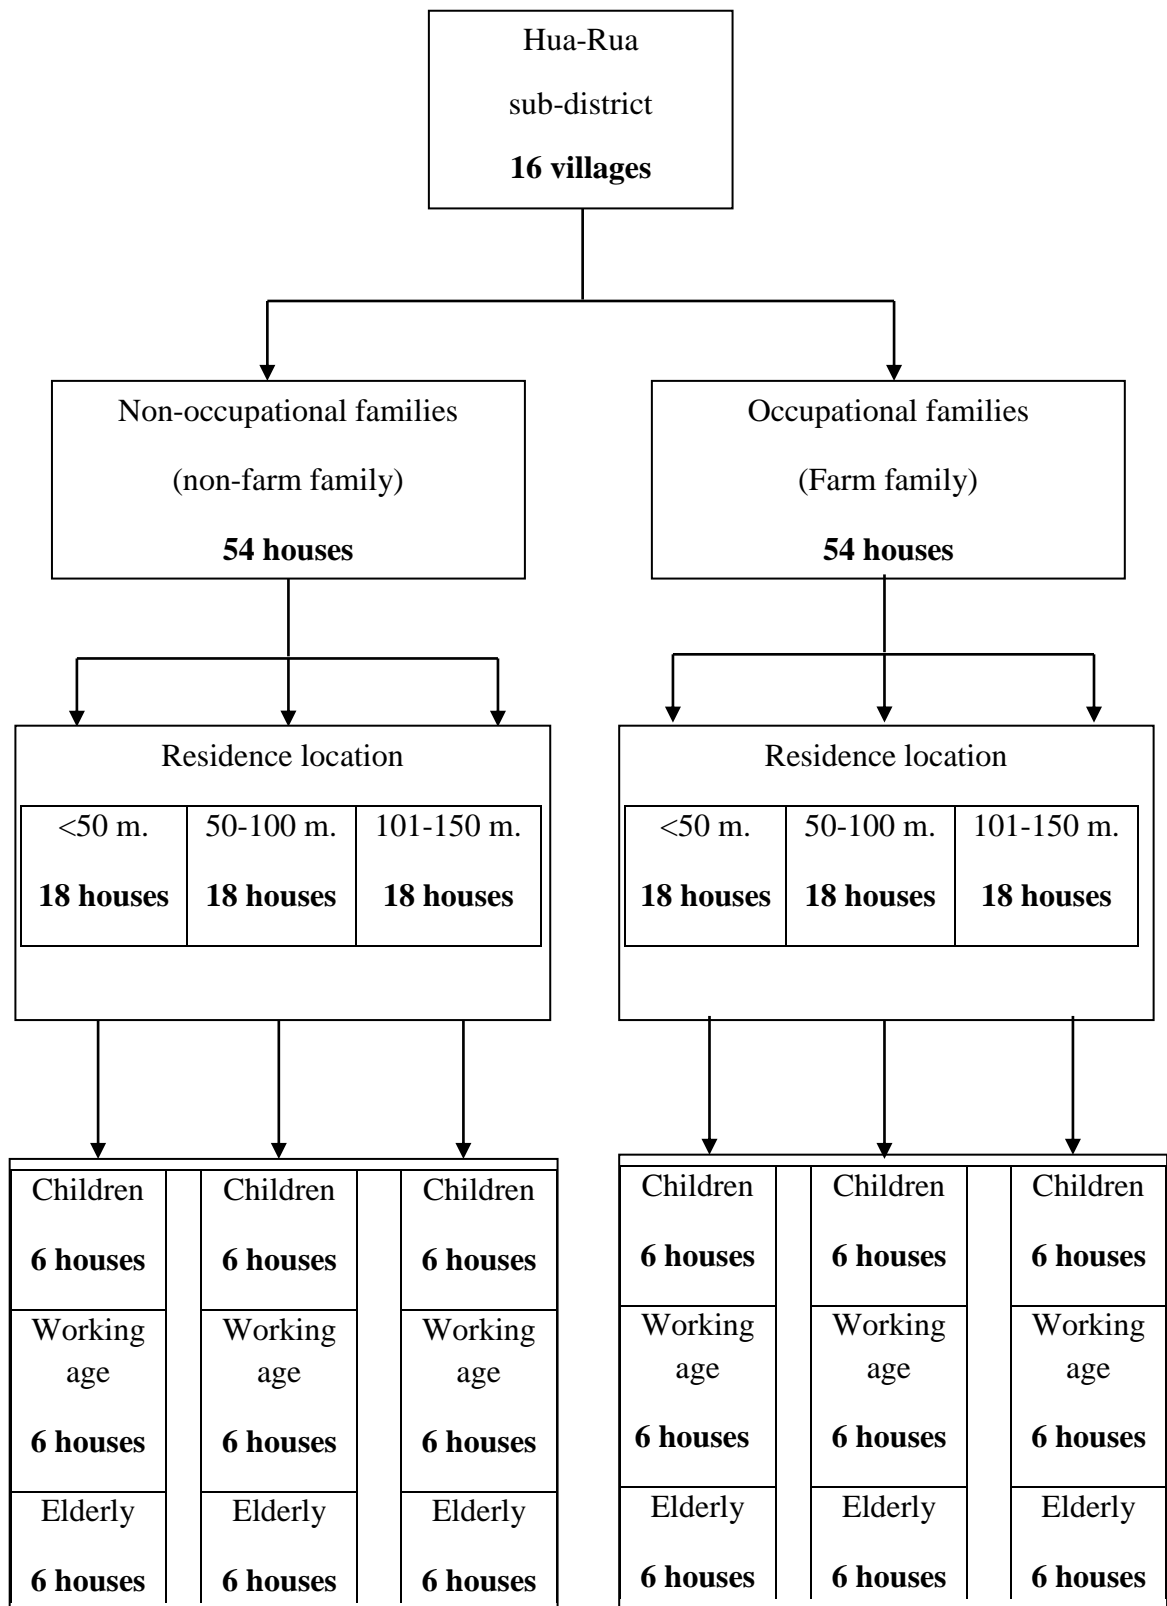 Hua-Rua
sub-district
16 villages
Non-occupational families
(non-farm family)
54 houses
Occupational families
(Farm family)
54 houses
Residence location
<50 m.
18 houses
50-100 m.
18 houses
101-150 m.
18 houses
Residence location
<50 m.
18 houses
50-100 m.
18 houses
101-150 m.
18 houses
Children
6 houses
Working
age
6 houses
Elderly
6 houses
Children
6 houses
Working
age
6 houses
Elderly
6 houses
Children
6 houses
Working
age
6 houses
Elderly
6 houses
Children
6 houses
Working
age
6 houses
Elderly
6 houses
Children
6 houses
Working
age
6 houses
Elderly
6 houses
Children
6 houses
Working
age
6 houses
Elderly
6 houses